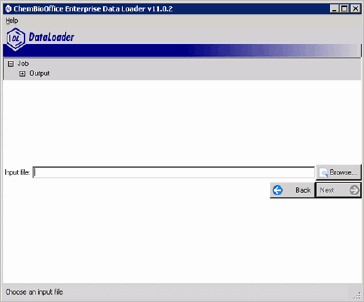 ChemBioOffice Enterprise Data Loader v11.0.2
Help
DL DataLoader
Job
Output
Input file: Browse...
Back Next
Choose an input file